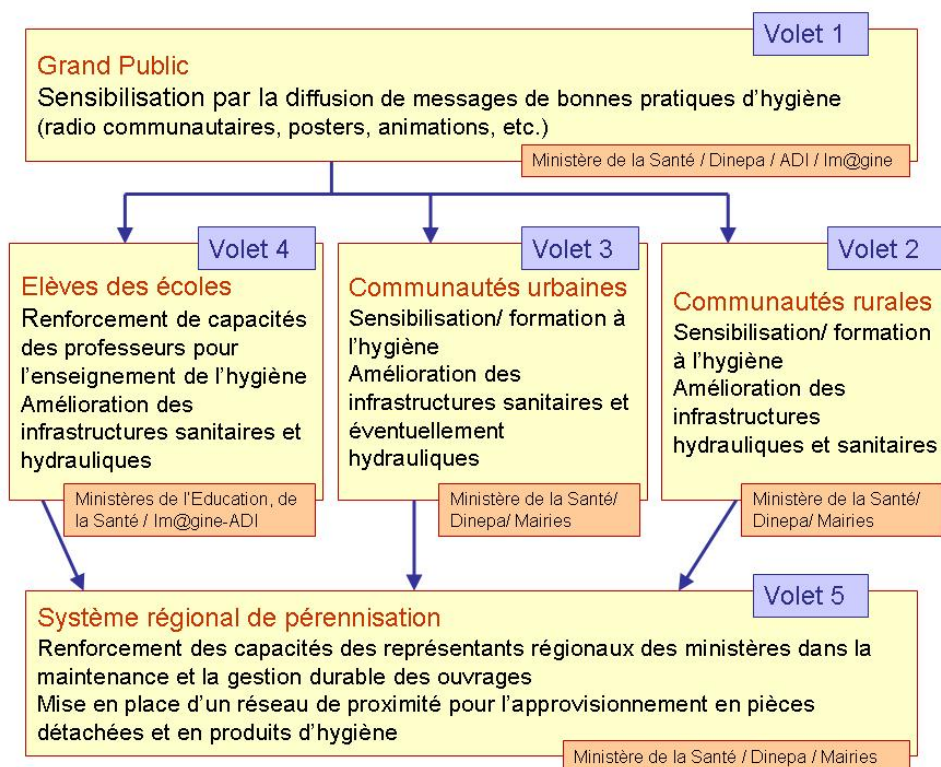 Volet 1
Grand Public
Sensibilisation par la diffusion de messages de bonnes pratiques d'hygiène
(radio communautaires, posters, animations, etc.)
Ministère de la Santé / Dinepa / ADI / Im@gine
Volet 4
Elèves des écoles
Renforcement de capacités
des professeurs pour
l'enseignement de l'hygiène
Amélioration des
infrastructures sanitaires et
hydrauliques
Ministères de l'Education, de
la Santé / Im@gine-ADI
Volet 3
Communautés urbaines
Sensibilisation/ formation à
l'hygiène
Amélioration des
infrastructures sanitaires et
éventuellement
hydrauliques
Ministère de la Santé/
Dinepa/ Mairies
Volet 2
Communautés rurales
Sensibilisation/ formation
à l'hygiène
Amélioration des
infrastructures
hydrauliques et sanitaires
Ministère de la Santé/
Dinepa/ Mairies
Volet 5
Système régional de pérennisation
Renforcement des capacités des représentants régionaux des ministères dans la
maintenance et la gestion durable des ouvrages
Mise en place d'un réseau de proximité pour l'approvisionnement en pièces
détachées et en produits d'hygiène
Ministère de la Santé / Dinepa / Mairies